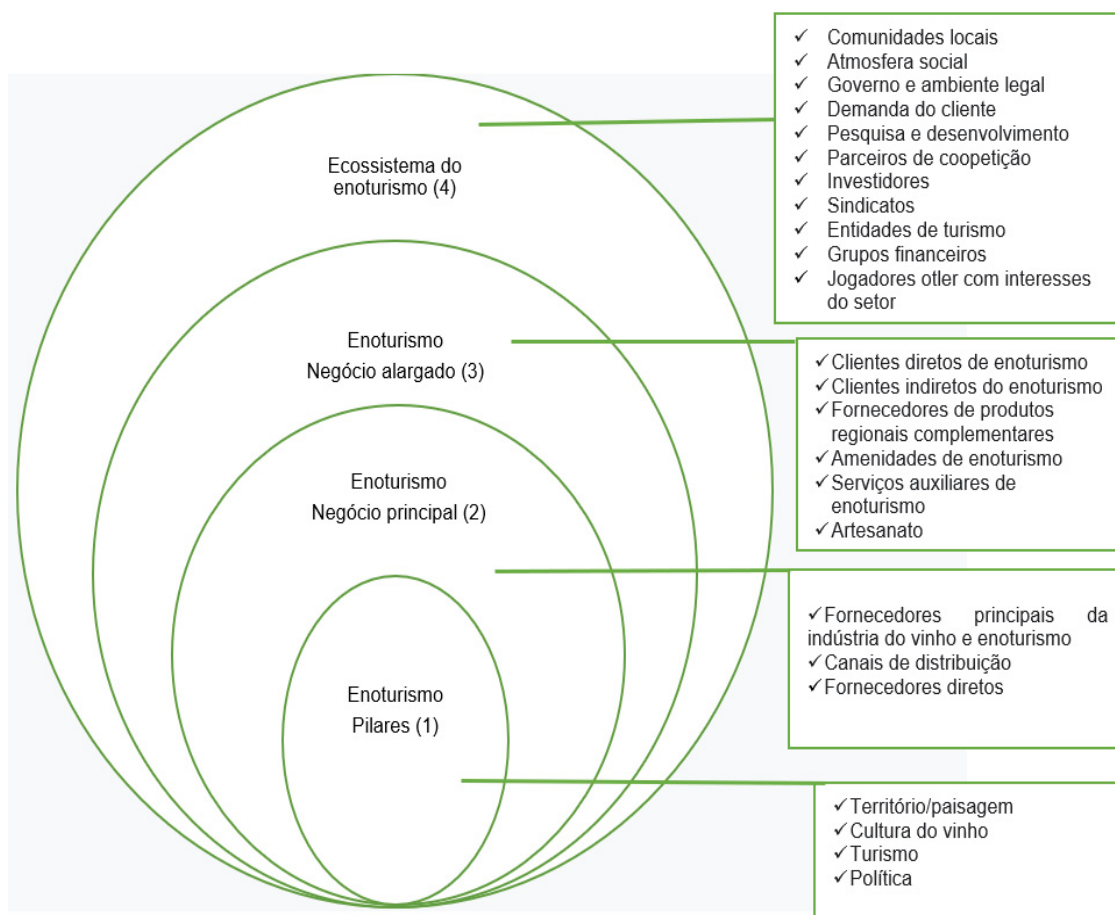 Ecossistema do
enoturismo (4)
Enoturismo
Negócio alargado (3)
Enoturismo
Negócio principal (2)
Enoturismo
Pilares (1)
✓ Comunidades locais
✓ Atmosfera social
✓ Governo e ambiente legal
✓ Demanda do cliente
✓ Pesquisa e desenvolvimento
✓ Parceiros de coopetição
✓ Investidores
✓ Sindicatos
✓ Entidades de turismo
✓ Grupos financeiros
✓ Jogadores otler com interesses
do setor
✓Clientes diretos de enoturismo
✓Clientes indiretos do enoturismo
✓Fornecedores de produtos
regionais complementares
✓Amenidades de enoturismo
✓Serviços auxiliares de
enoturismo
✓Artesanato
✓Fornecedores principais da
indústria do vinho e enoturismo
✓Canais de distribuição
✓Fornecedores diretos
✓Território/paisagem
✓Cultura do vinho
✓Turismo
✓Política